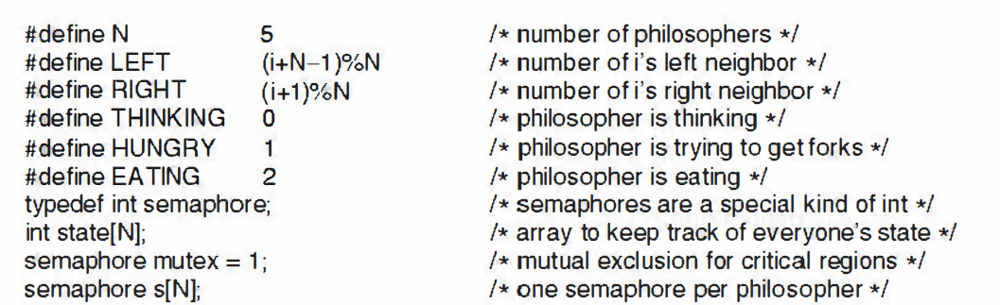 #define N 5 /* number of philosophers */
#define LEFT (i+N−1)%N /* number of i's left neighbor */
#define RIGHT (i+1)%N /* number of i's right neighbor */
#define THINKING 0 /* philosopher is thinking */
#define HUNGRY 1 /* philosopher is trying to get forks */
#define EATING 2 /* philosopher is eating */
typedef int semaphore; /* semaphores are a special kind of int */
int state[N]; /* array to keep track of everyone's state */
semaphore mutex = 1; /* mutual exclusion for critical regions */
semaphore s[N]; /* one semaphore per philosopher */